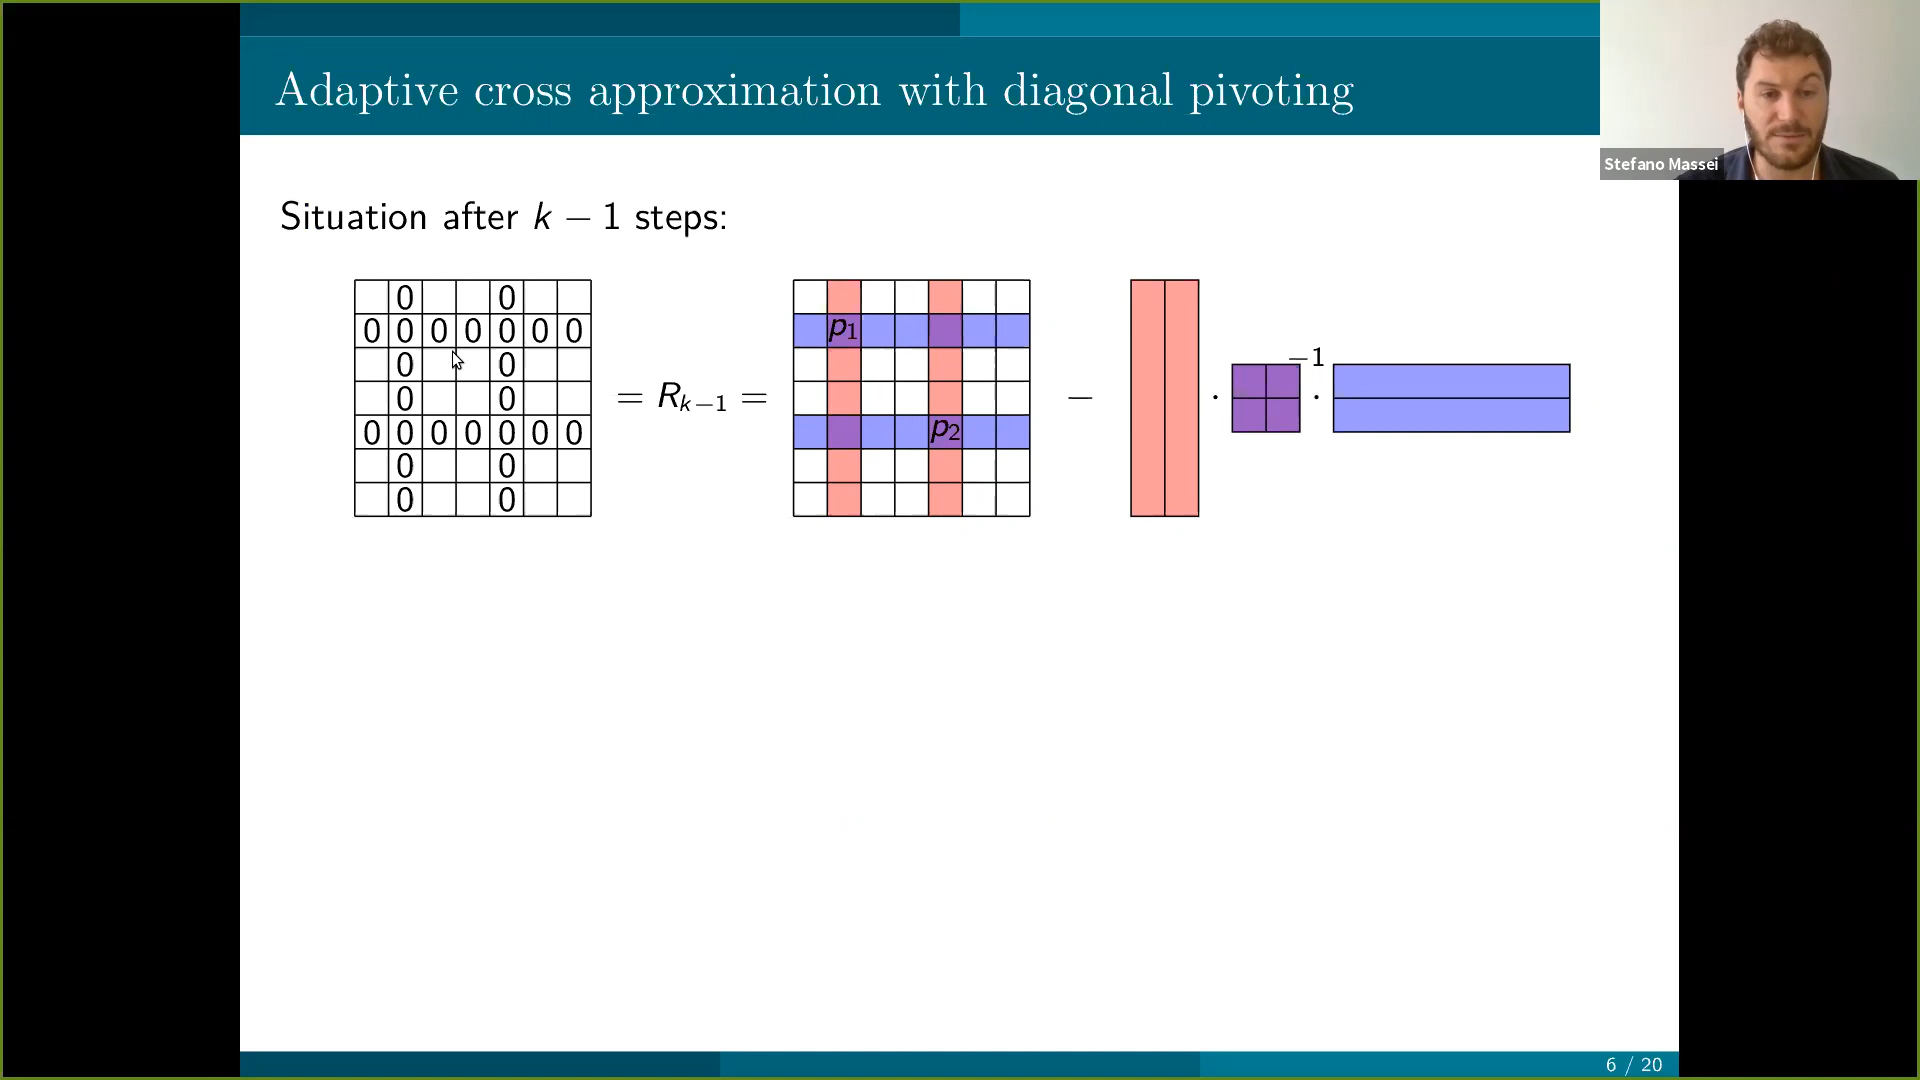 Adaptive cross approximation with diagonal pivoting
Stefano Massei
Situation after k − 1 steps:
0 0
0 0 0 0 0 0 0
0 0
0 0
0 0 0 0 0 0 0
0 0
0 0
= R_{k−1} =
p_1
p_2
−
·
−1
·
6 / 20